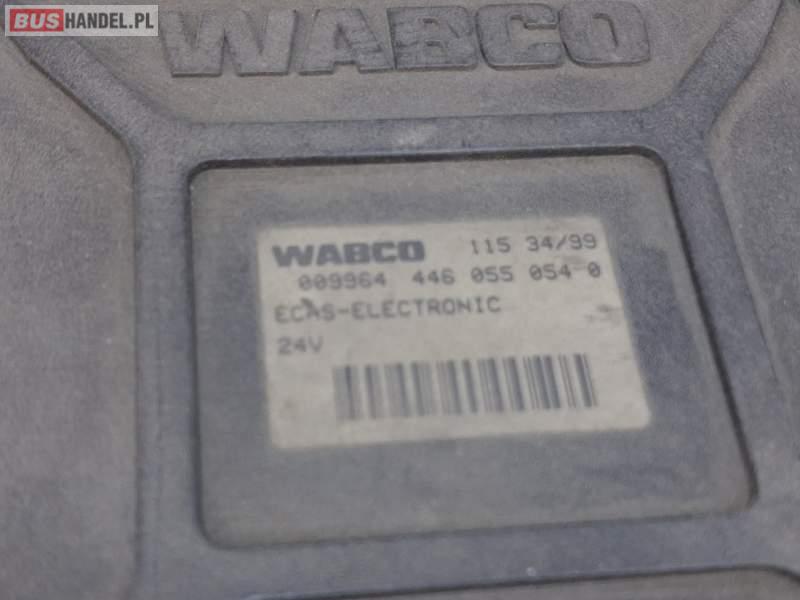 BUSHANDEL.PL
WABCO
WABCO 115 34/99
009964 446 055 054 0
ECAS-ELECTRONIC
24V